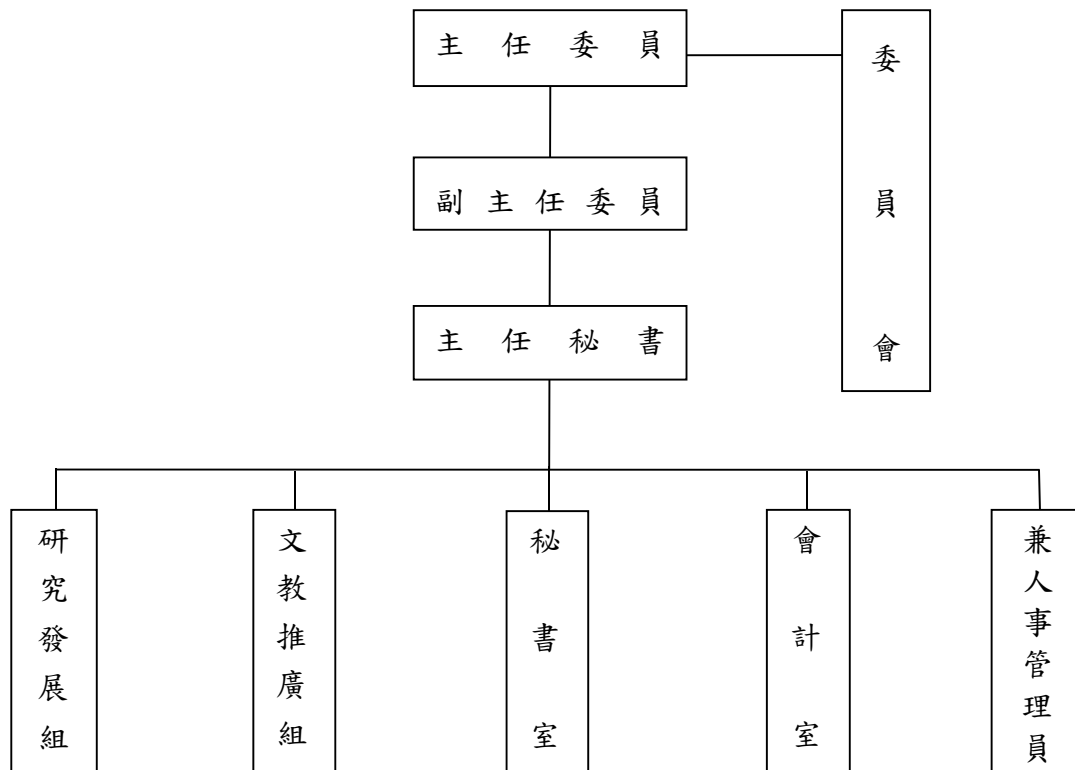 主任委員
委員會
副主任委員
主任秘書
研究發展組
文教推廣組
秘書室
會計室
兼人事管理員